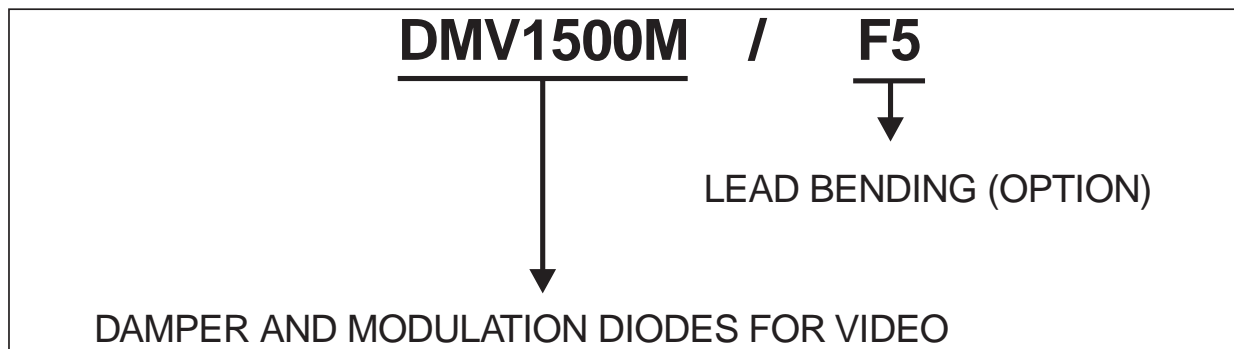 DMV1500M / F5
LEAD BENDING (OPTION)
DAMPER AND MODULATION DIODES FOR VIDEO